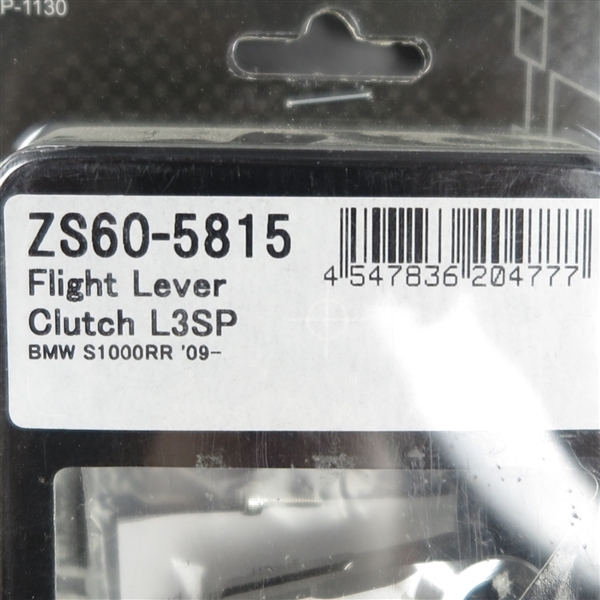 P-1130
ZS60-5815
4 547836 204777
Flight Lever
Clutch L3SP
BMW S1000RR '09-